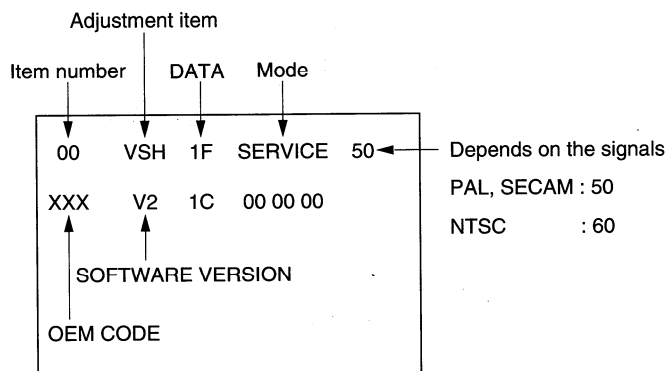 Adjustment item
Item number DATA Mode
00 VSH 1F SERVICE 50 Depends on the signals
XXX V2 1C 00 00 00 PAL, SECAM : 50
NTSC : 60
SOFTWARE VERSION
OEM CODE